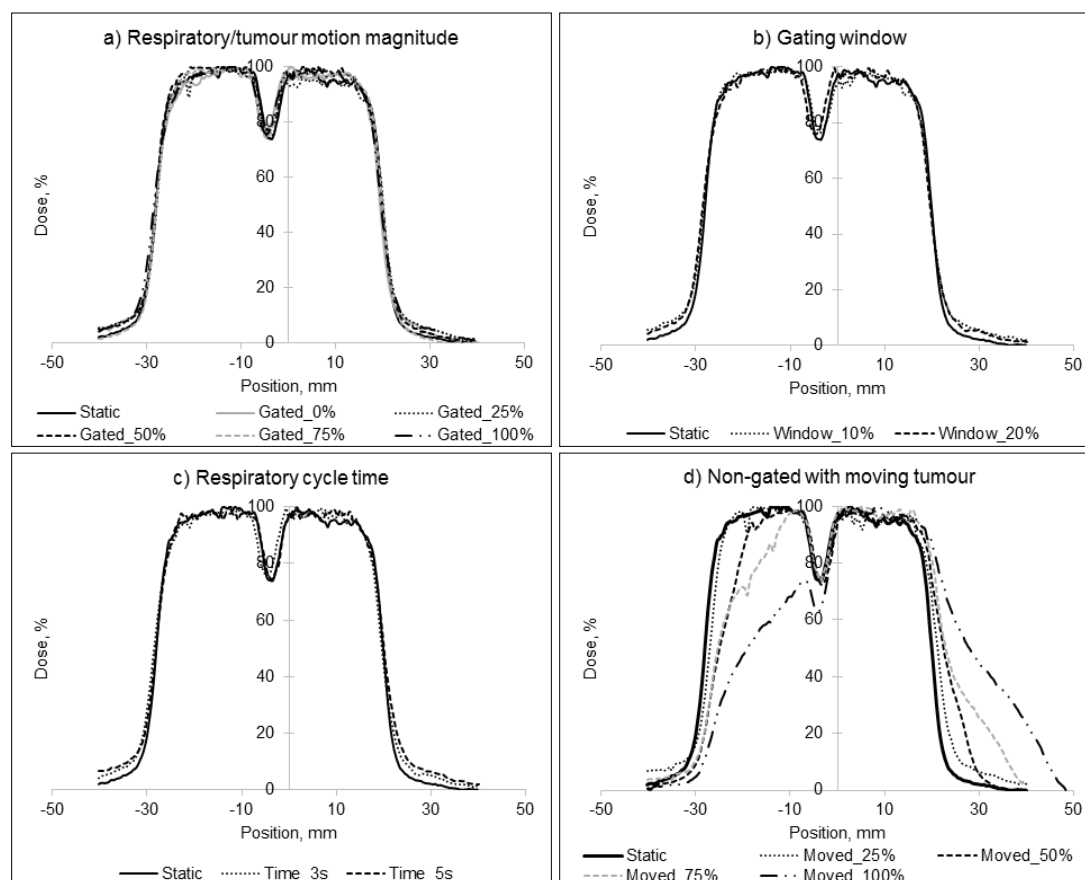 a) Respiratory/tumour motion magnitude
100
80
60
40
20
0
Dose, %
-50 -30 -10 10 30 50
Position, mm
Static Gated_0% Gated_25%
Gated_50% Gated_75% Gated_100%
b) Gating window
100
80
60
40
20
0
Dose, %
-50 -30 -10 10 30 50
Position, mm
Static Window_10% Window_20%
c) Respiratory cycle time
100
80
60
40
20
0
Dose, %
-50 -30 -10 10 30 50
Position, mm
Static Time_3s Time_5s
d) Non-gated with moving tumour
100
80
60
40
20
0
Dose, %
-50 -30 -10 10 30 50
Position, mm
Static Moved_25% Moved_50%
Moved_75% Moved_100%